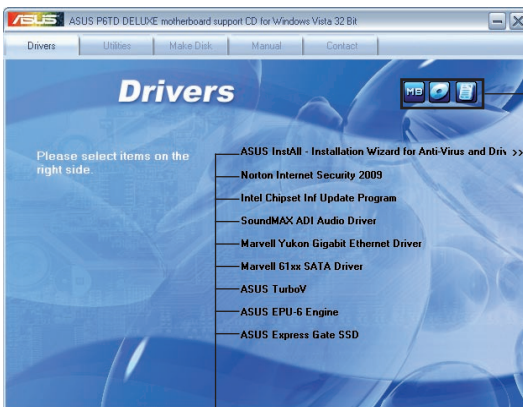 ASUS ASUS P6TD DELUXE motherboard support CD for Windows Vista 32 Bit
Drivers Utilities Make Disk Manual Contact
Drivers
MB
Please select items on the
right side.
ASUS InstAll - Installation Wizard for Anti-Virus and Driv >>
Norton Internet Security 2009
Intel Chipset Inf Update Program
SoundMAX ADI Audio Driver
Marvell Yukon Gigabit Ethernet Driver
Marvell 61xx SATA Driver
ASUS TurboV
ASUS EPU-6 Engine
ASUS Express Gate SSD